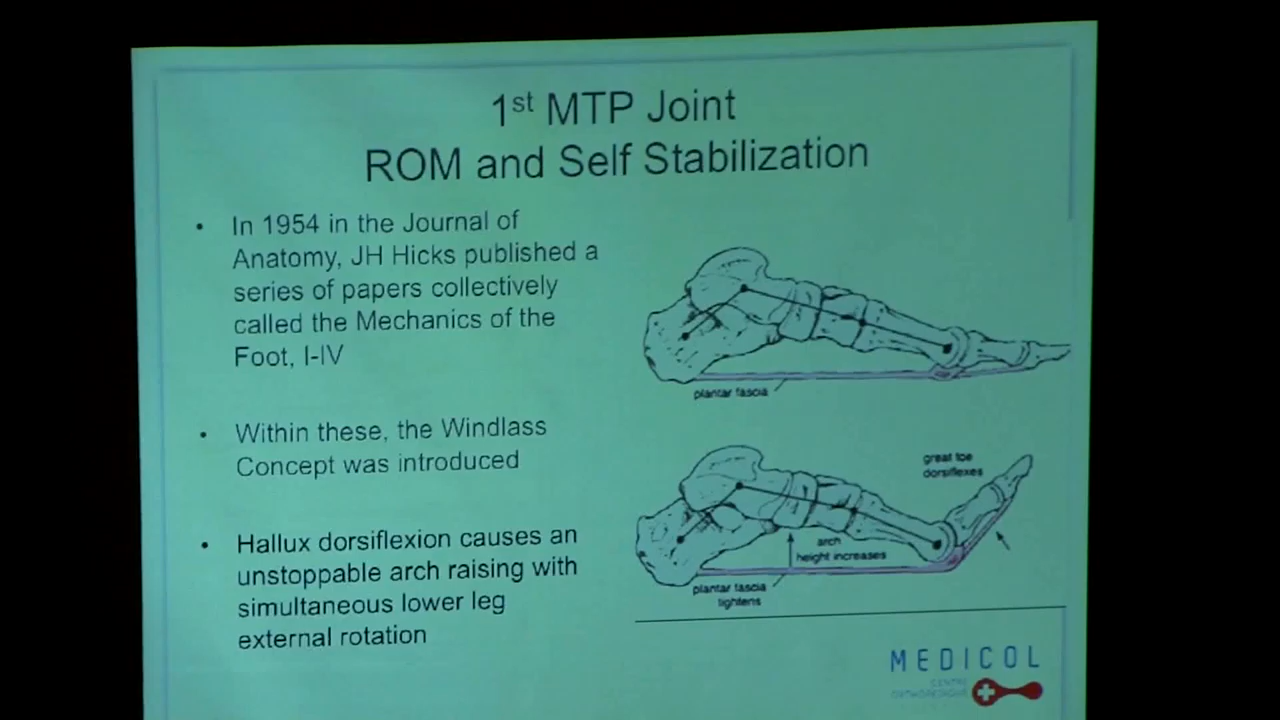 1st MTP Joint
ROM and Self Stabilization
• In 1954 in the Journal of
Anatomy, JH Hicks published a
series of papers collectively
called the Mechanics of the
Foot, I-IV
• Within these, the Windlass
Concept was introduced
• Hallux dorsiflexion causes an
unstoppable arch raising with
simultaneous lower leg
external rotation
plantar fascia
great toe
dorsiflexes
arch
height increases
plantar fascia
tightens
MEDICOL
CENTRE
ORTHOPEDIQUE